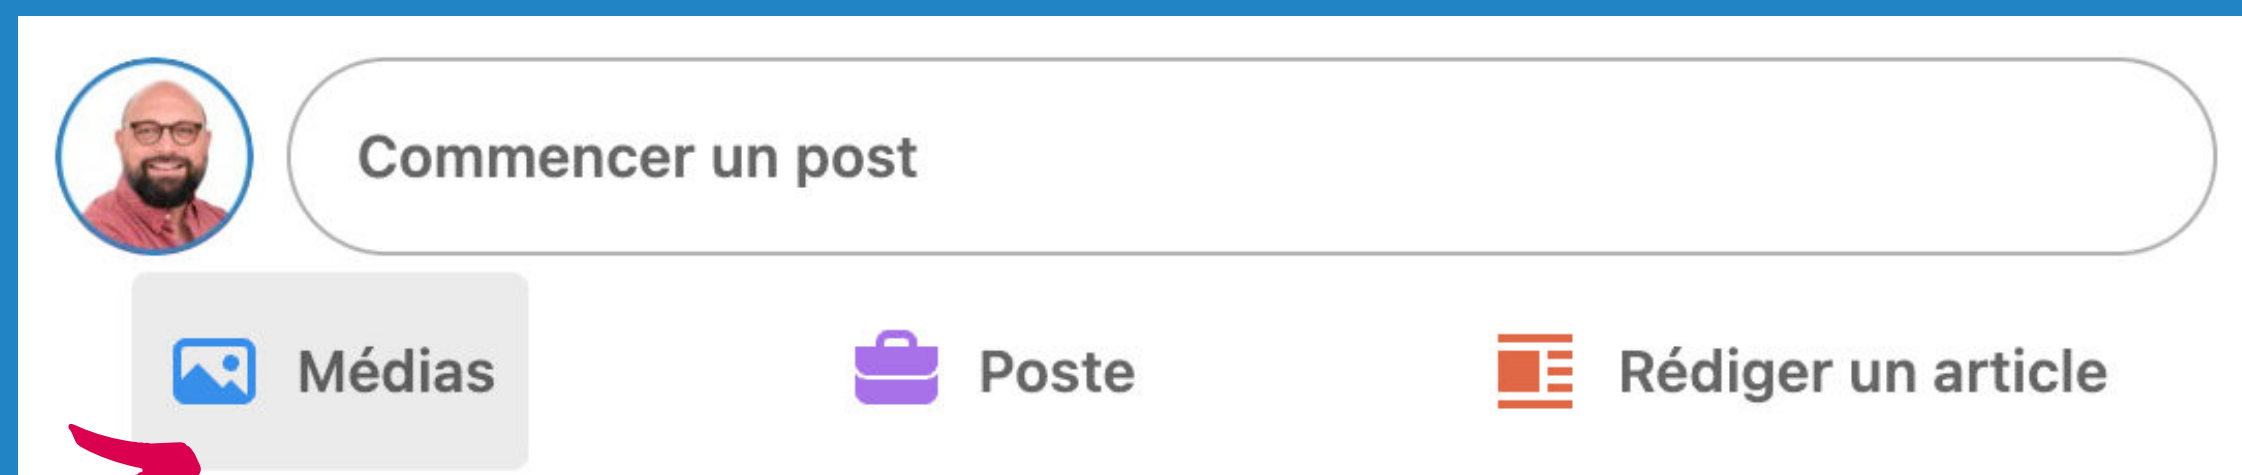 Commencer un post
Médias
Poste
Rédiger un article